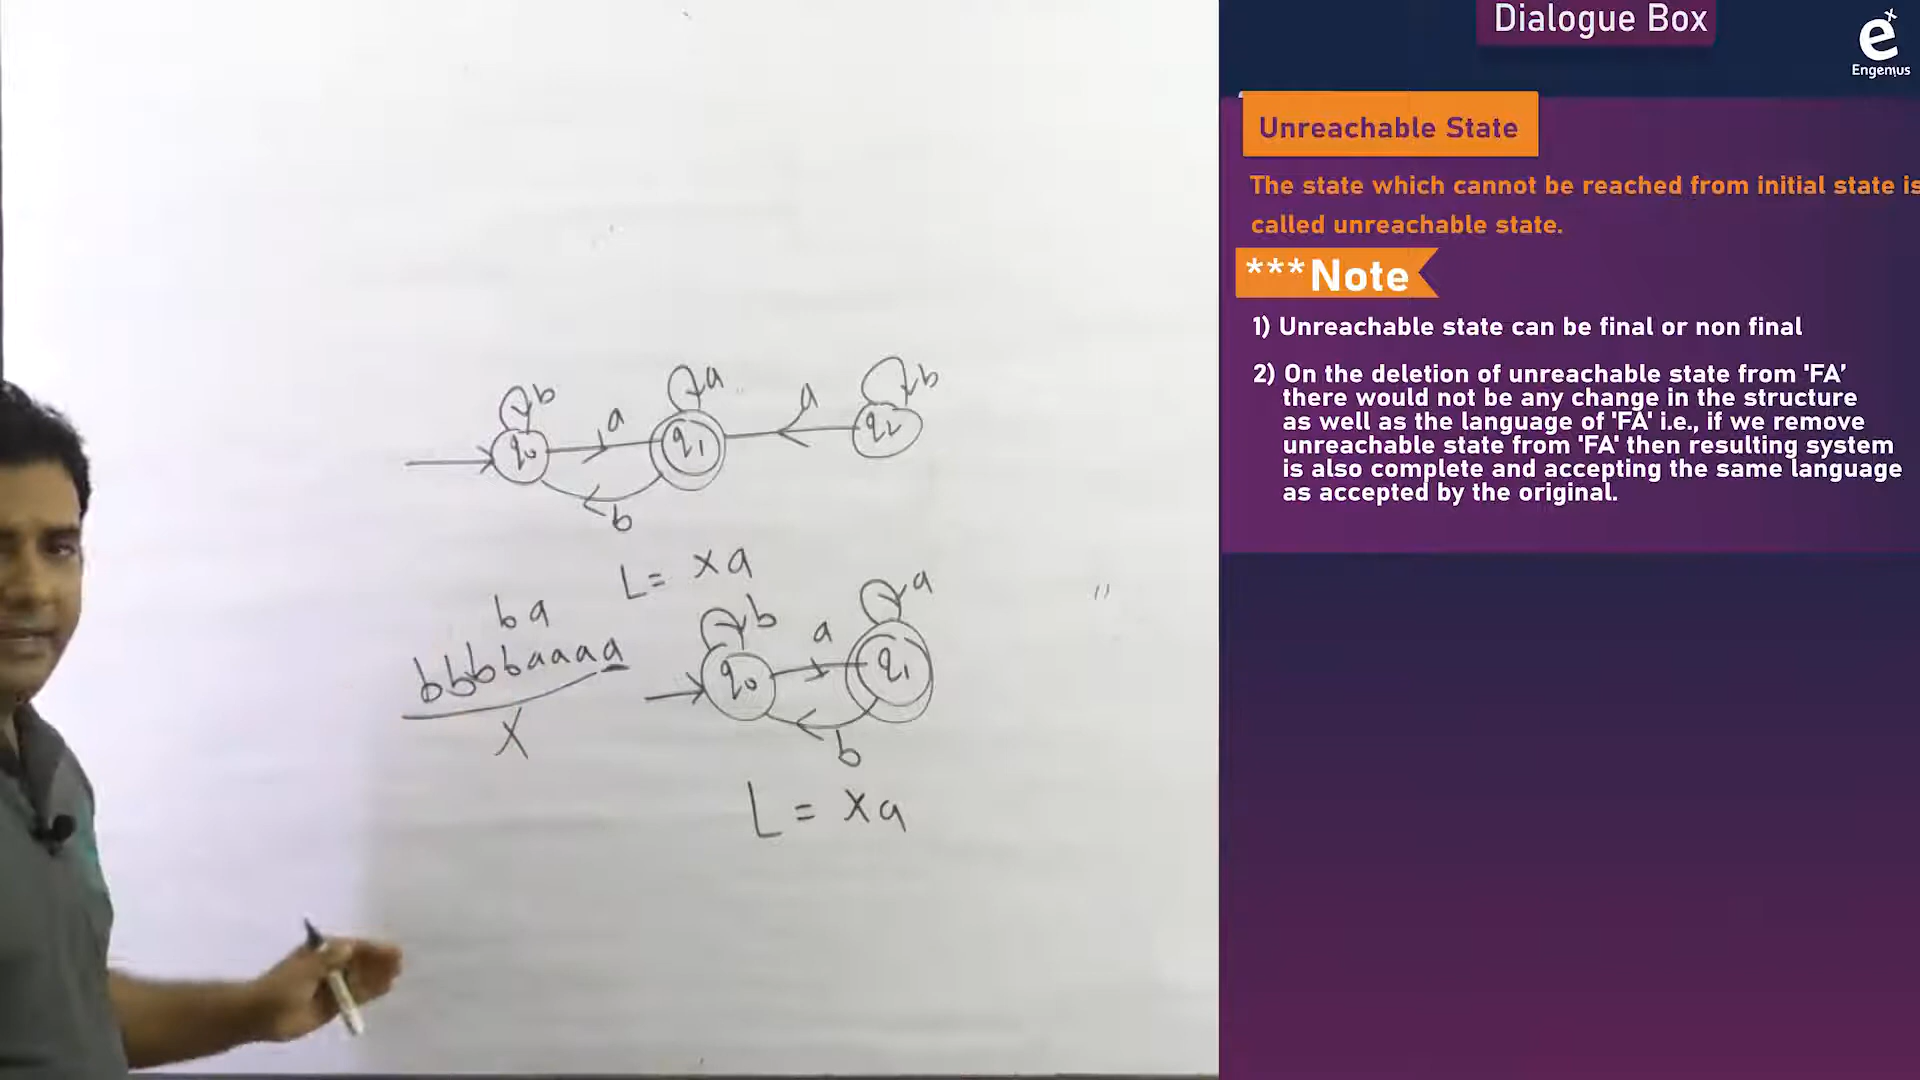 Dialogue Box
e^x
Engenius
Unreachable State
The state which cannot be reached from initial state is
called unreachable state.
***Note
1) Unreachable state can be final or non final
2) On the deletion of unreachable state from 'FA'
there would not be any change in the structure
as well as the language of 'FA' i.e., if we remove
unreachable state from 'FA' then resulting system
is also complete and accepting the same language
as accepted by the original.
b a b
a a
q0 q1 q2
b
L = xa
ba
bbbbaaaa
X
b a a
q0 q1
b
L = xa